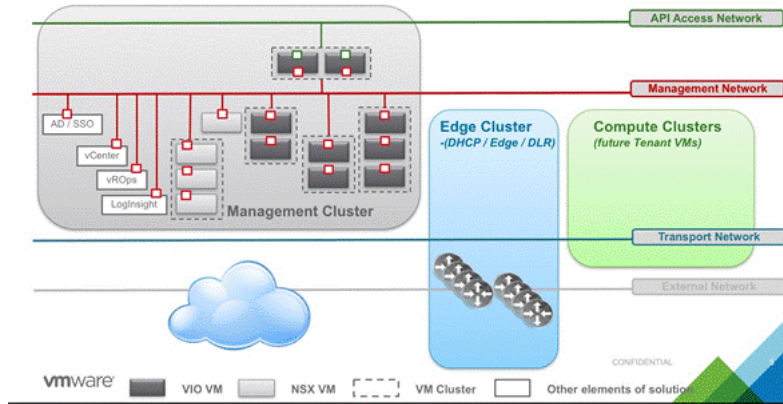 API Access Network
Management Network
AD / SSO
vCenter
vROps
LogInsight
Management Cluster
Edge Cluster
-(DHCP / Edge / DLR)
Compute Clusters
(future Tenant VMs)
Transport Network
External Network
CONFIDENTIAL
vmware
VIO VM
NSX VM
VM Cluster
Other elements of solution